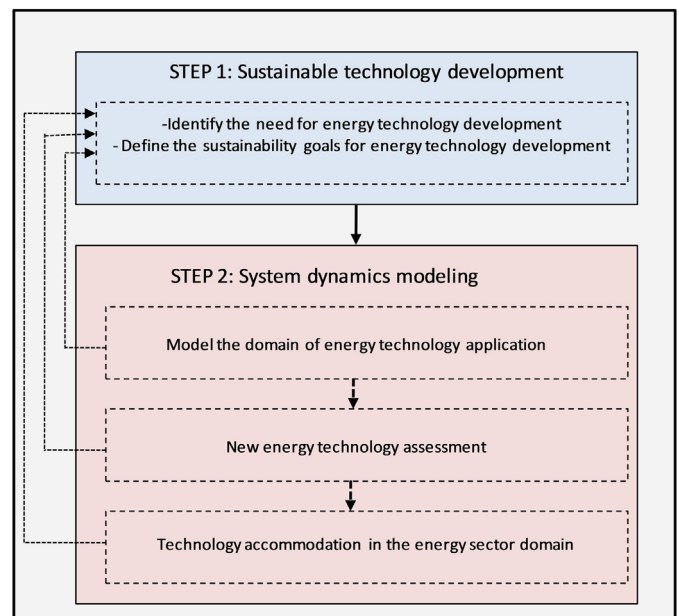 STEP 1: Sustainable technology development
-Identify the need for energy technology development
- Define the sustainability goals for energy technology development
STEP 2: System dynamics modeling
Model the domain of energy technology application
New energy technology assessment
Technology accommodation in the energy sector domain